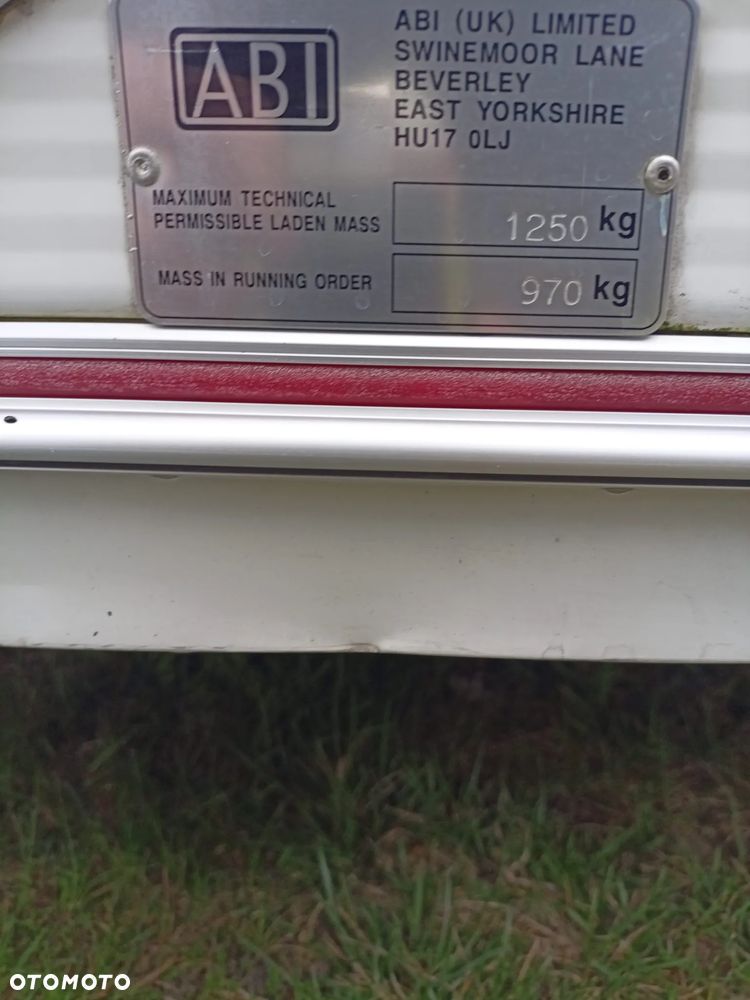 ABI
ABI (UK) LIMITED
SWINEMOOR LANE
BEVERLEY
EAST YORKSHIRE
HU17 0LJ
MAXIMUM TECHNICAL
PERMISSIBLE LADEN MASS 1250 kg
MASS IN RUNNING ORDER 970 kg
OTOMOTO